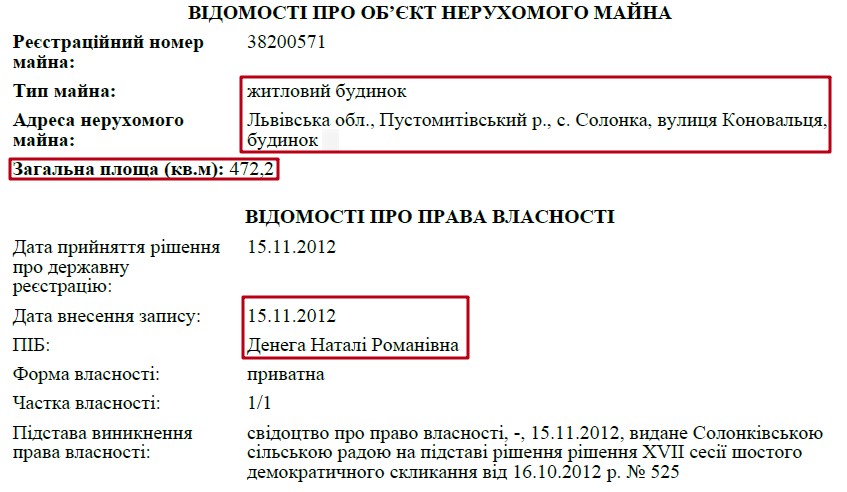 ВІДОМОСТІ ПРО ОБ’ЄКТ НЕРУХОМОГО МАЙНА
Реєстраційний номер майна: 38200571
Тип майна: житловий будинок
Адреса нерухомого майна: Львівська обл., Пустомитівський р., с. Солонка, вулиця Коновальця, будинок
Загальна площа (кв.м): 472,2
ВІДОМОСТІ ПРО ПРАВА ВЛАСНОСТІ
Дата прийняття рішення про державну реєстрацію: 15.11.2012
Дата внесення запису: 15.11.2012
ПІБ: Денега Наталі Романівна
Форма власності: приватна
Частка власності: 1/1
Підстава виникнення права власності: свідоцтво про право власності, -, 15.11.2012, видане Солонківською сільською радою на підставі рішення рішення XVII сесії шостого демократичного скликання від 16.10.2012 р. № 525